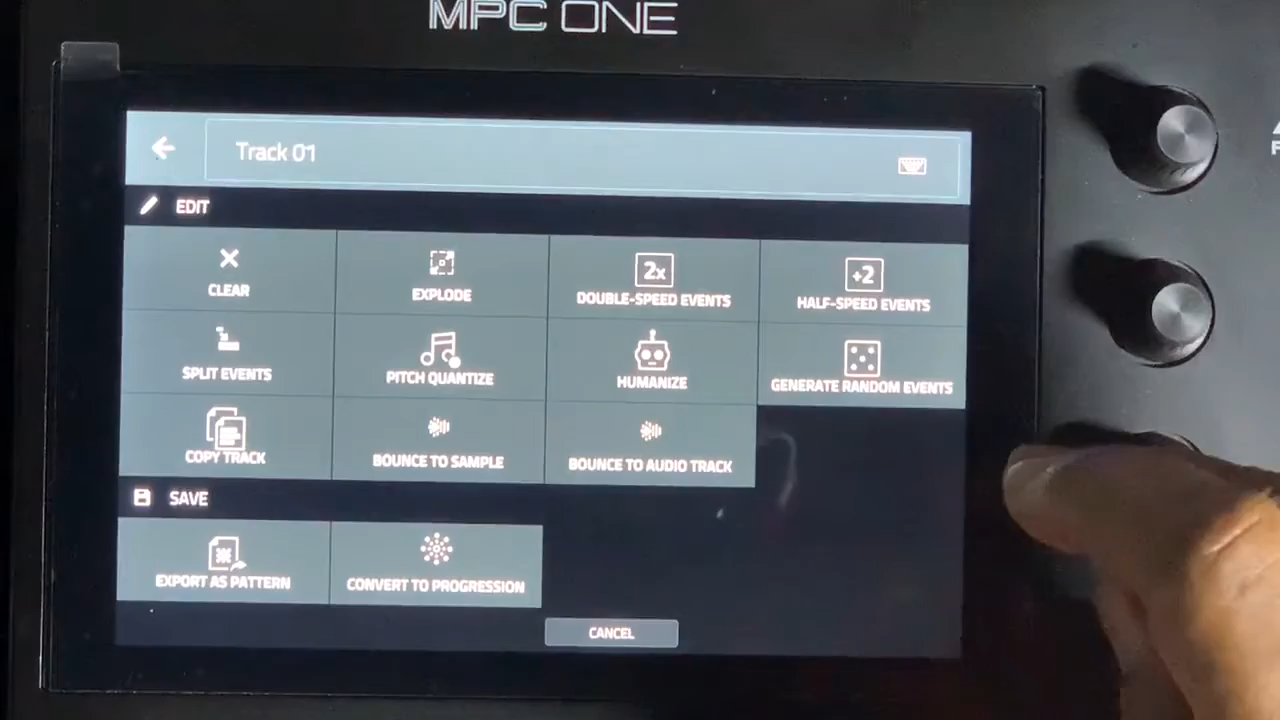 MPC ONE
Track 01
EDIT
CLEAR
EXPLODE
2x
DOUBLE-SPEED EVENTS
÷2
HALF-SPEED EVENTS
SPLIT EVENTS
PITCH QUANTIZE
HUMANIZE
GENERATE RANDOM EVENTS
COPY TRACK
BOUNCE TO SAMPLE
BOUNCE TO AUDIO TRACK
SAVE
EXPORT AS PATTERN
CONVERT TO PROGRESSION
CANCEL